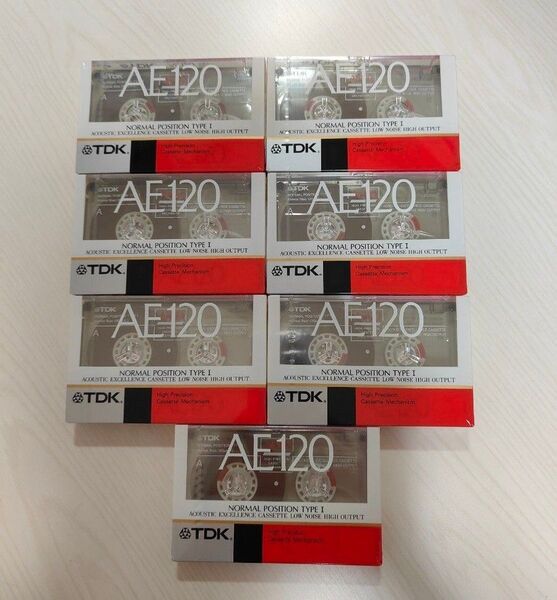 TDK
AE120
NORMAL POSITION TYPE I
ACOUSTIC EXCELLENCE CASSETTE LOW NOISE HIGH OUTPUT
TDK. High Precision
Cassette Mechanism
AE120
NORMAL POSITION TYPE I
ACOUSTIC EXCELLENCE CASSETTE LOW NOISE HIGH OUTPUT
TDK. High Precision
Cassette Mechanism
A
AE120
NORMAL POSITION TYPE I
ACOUSTIC EXCELLENCE CASSETTE LOW NOISE HIGH OUTPUT
TDK. High Precision
Cassette Mechanism
A
AE120
NORMAL POSITION TYPE I
ACOUSTIC EXCELLENCE CASSETTE LOW NOISE HIGH OUTPUT
TDK. High Precision
Cassette Mechanism
A
AE120
NORMAL POSITION TYPE I
ACOUSTIC EXCELLENCE CASSETTE LOW NOISE HIGH OUTPUT
TDK. High Precision
Cassette Mechanism
AE120
NORMAL POSITION TYPE I
ACOUSTIC EXCELLENCE CASSETTE LOW NOISE HIGH OUTPUT
TDK. High Precision
Cassette Mechanism
TDK
AE120
NORMAL POSITION TYPE I
ACOUSTIC EXCELLENCE CASSETTE LOW NOISE HIGH OUTPUT
TDK. High Precision
Cassette Mechanism